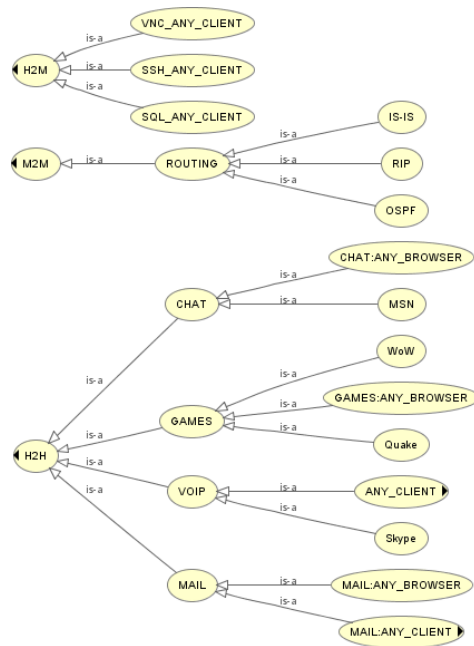 VNC_ANY_CLIENT
is-a
H2M
is-a
SSH_ANY_CLIENT
is-a
SQL_ANY_CLIENT
IS-IS
is-a
M2M
is-a
ROUTING
is-a
RIP
is-a
OSPF
CHAT:ANY_BROWSER
is-a
CHAT
is-a
MSN
is-a
WoW
is-a
GAMES:ANY_BROWSER
GAMES
is-a
is-a
is-a
Quake
H2H
is-a
VOIP
is-a
ANY_CLIENT
is-a
is-a
Skype
MAIL
is-a
MAIL:ANY_BROWSER
is-a
MAIL:ANY_CLIENT